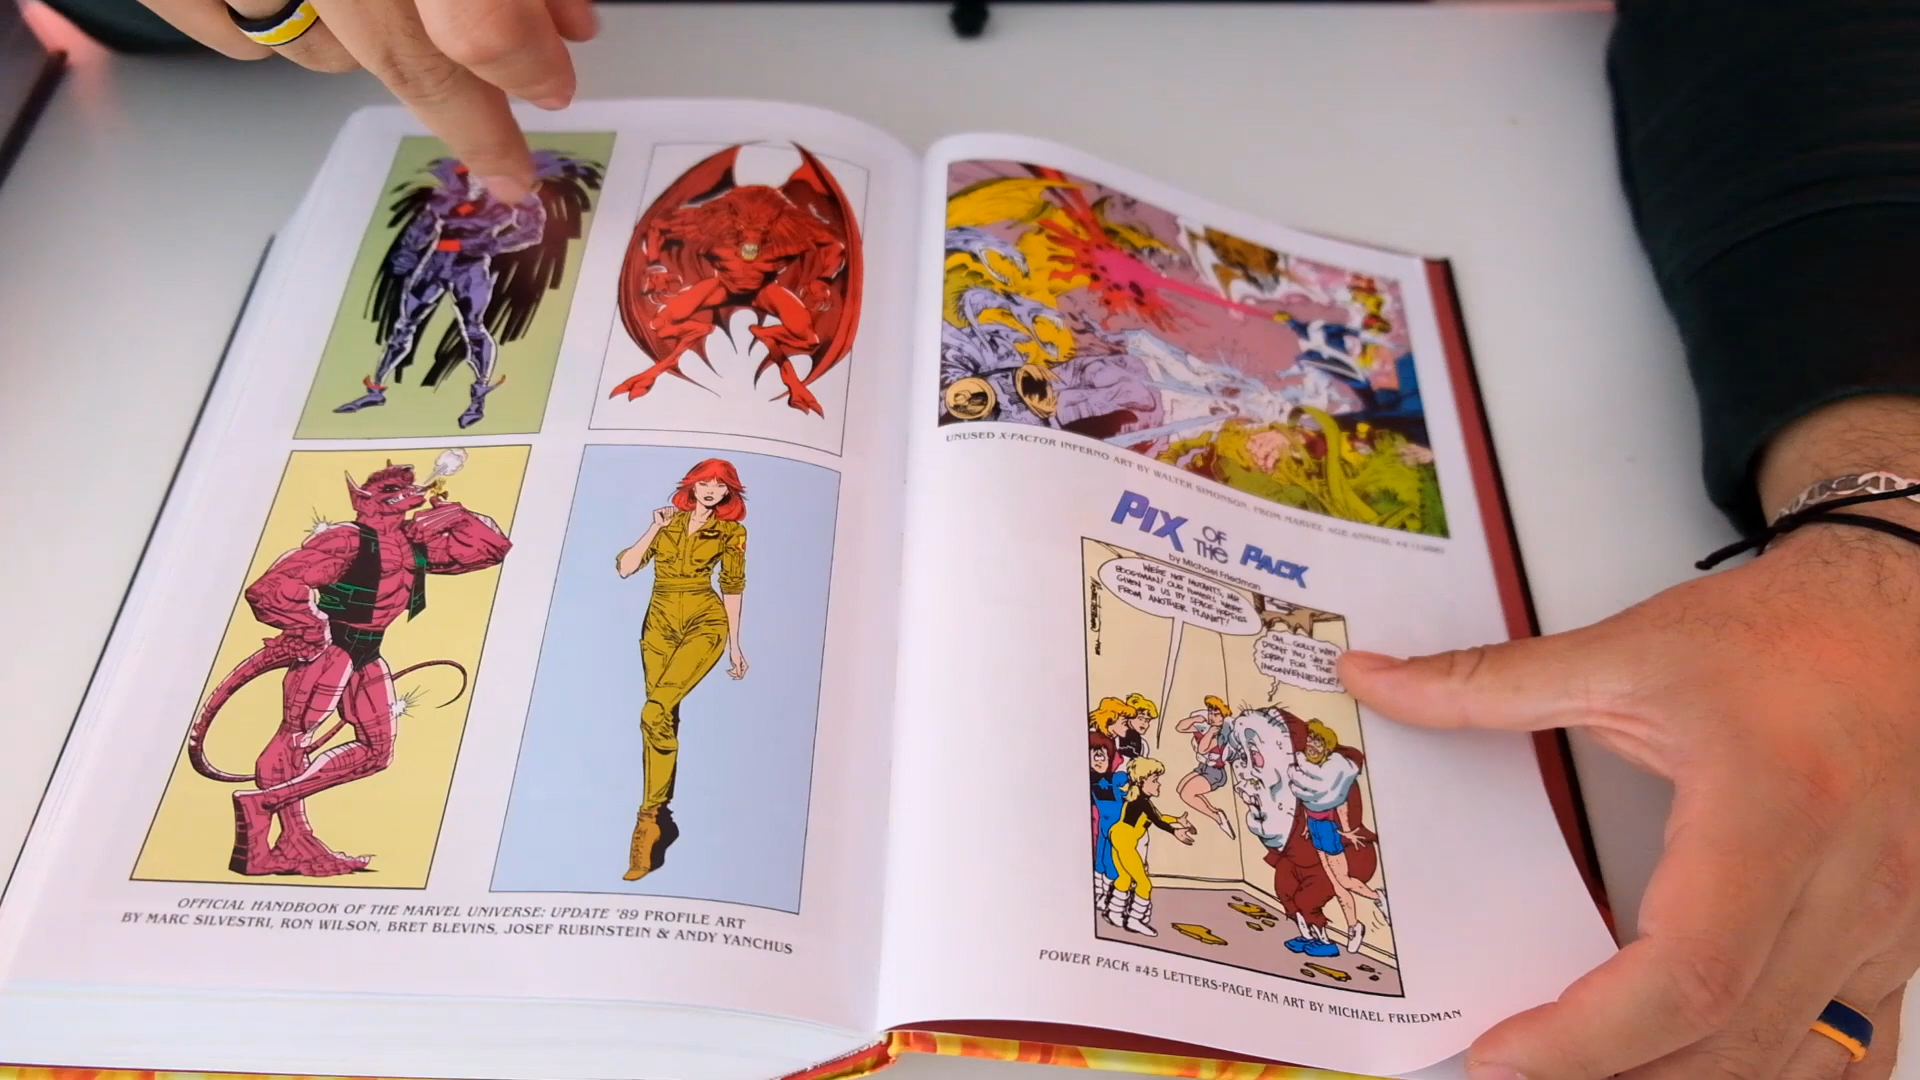 OFFICIAL HANDBOOK OF THE MARVEL UNIVERSE: UPDATE '89 PROFILE ART
BY MARC SILVESTRI, RON WILSON, BRET BLEVINS, JOSEF RUBINSTEIN & ANDY YANCHUS
UNUSED X-FACTOR INFERNO ART BY WALTER SIMONSON, FROM MARVEL AGE ANNUAL #4 (1988)
PIX OF THE PACK
by Michael Friedman
WE'RE NOT MUTANTS, MR.
BOOGYMAN! OUR POWERS WERE
GIVEN TO US BY SPACE HORSIES
FROM ANOTHER PLANET!
OH... GOLLY, WHY
DIDN'T YOU SAY SO
SORRY FOR THE
INCONVENIENCE!
POWER PACK #45 LETTERS-PAGE FAN ART BY MICHAEL FRIEDMAN